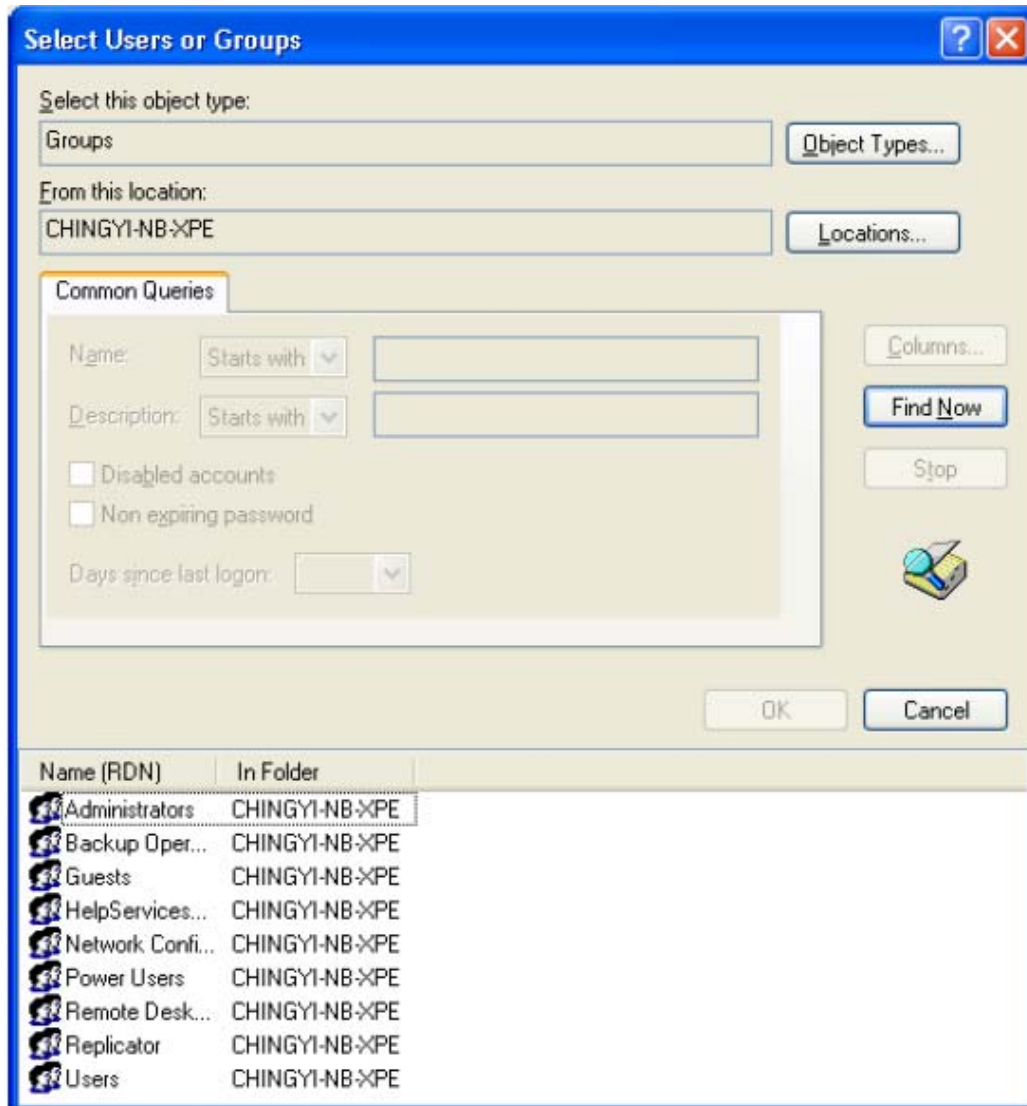 Select Users or Groups
Select this object type:
Groups
Object Types...
From this location:
CHINGYI-NB-XPE
Locations...
Common Queries
Name:
Starts with
Columns...
Description:
Starts with
Find Now
Disabled accounts
Stop
Non expiring password
Days since last logon:
OK
Cancel
Name (RDN) In Folder
Administrators CHINGYI-NB-XPE
Backup Oper... CHINGYI-NB-XPE
Guests CHINGYI-NB-XPE
HelpServices... CHINGYI-NB-XPE
Network Confi... CHINGYI-NB-XPE
Power Users CHINGYI-NB-XPE
Remote Desk... CHINGYI-NB-XPE
Replicator CHINGYI-NB-XPE
Users CHINGYI-NB-XPE